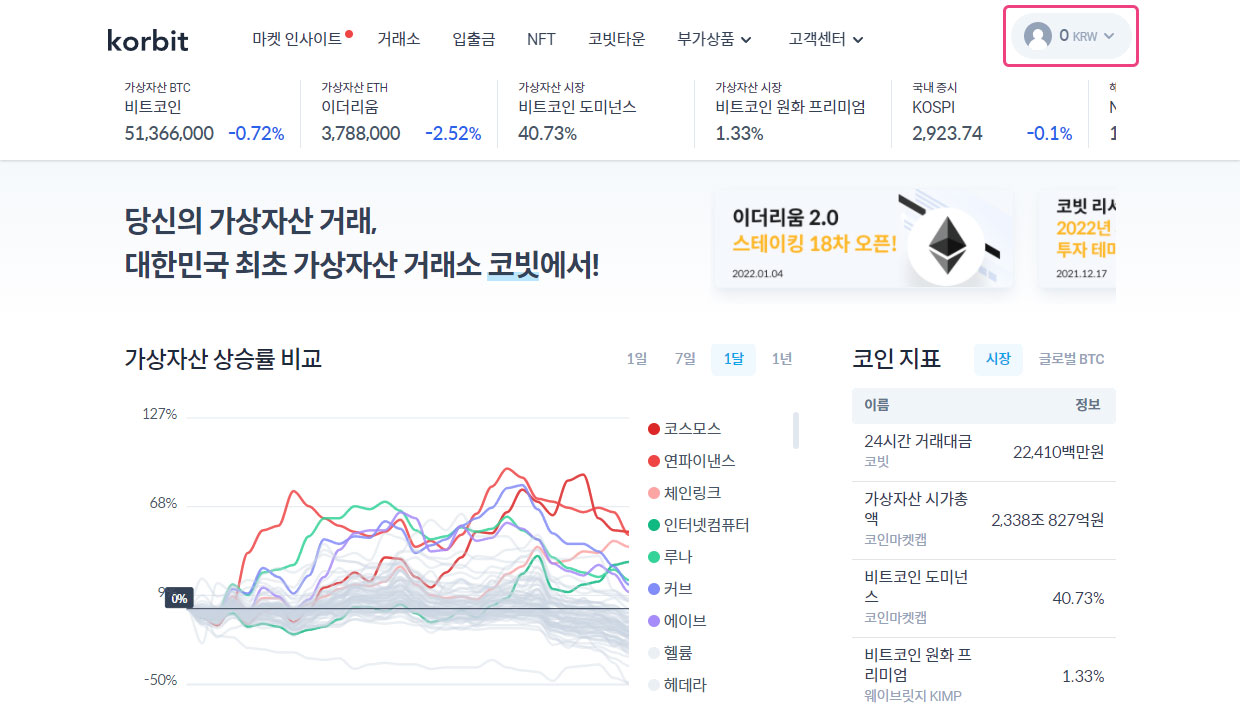 korbit
마켓 인사이트
거래소
입출금
NFT
코빗타운
부가상품
고객센터
0 KRW
가상자산 BTC
비트코인
51,366,000 -0.72%
가상자산 ETH
이더리움
3,788,000 -2.52%
가상자산 시장
비트코인 도미넌스
40.73%
가상자산 시장
비트코인 원화 프리미엄
1.33%
국내 증시
KOSPI
2,923.74 -0.1%
당신의 가상자산 거래,
대한민국 최초 가상자산 거래소 코빗에서!
이더리움 2.0
스테이킹 18차 오픈!
2022.01.04
코빗 리서
2022년
투자 테마
2021.12.17
가상자산 상승률 비교
1일
7일
1달
1년
127%
68%
0%
-50%
코스모스
연파이낸스
체인링크
인터넷컴퓨터
루나
커브
에이브
헬륨
헤데라
코인 지표
시장
글로벌 BTC
이름 정보
24시간 거래대금
코빗
22,410백만원
가상자산 시가총
액
코인마켓캡
2,338조 827억원
비트코인 도미넌
스
코인마켓캡
40.73%
비트코인 원화 프
리미엄
웨이브릿지 KIMP
1.33%